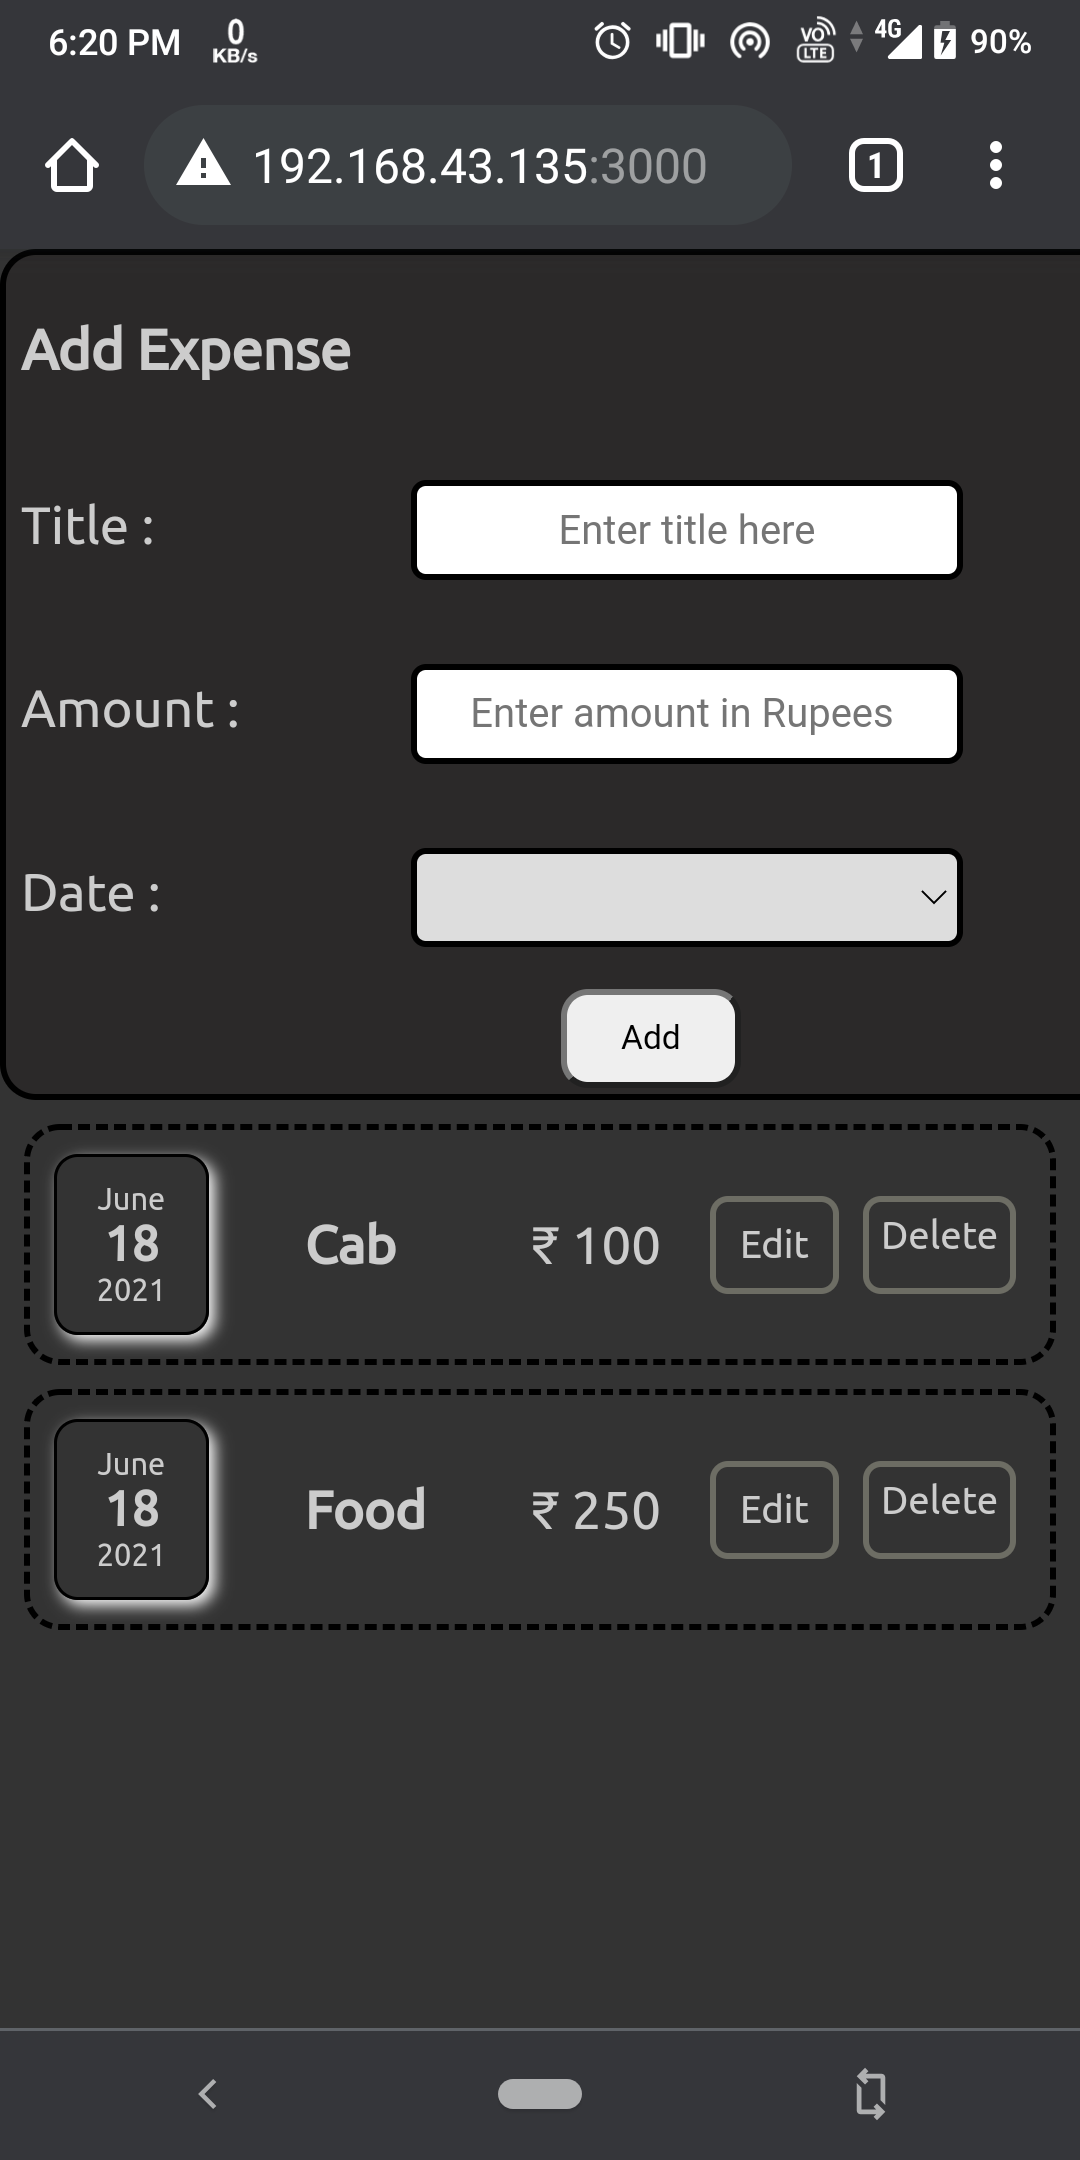 6:20 PM 0 KB/s VO LTE 4G 90%
192.168.43.135:3000 1
Add Expense
Title : Enter title here
Amount : Enter amount in Rupees
Date :
Add
June
18
2021
Cab ₹ 100 Edit Delete
June
18
2021
Food ₹ 250 Edit Delete